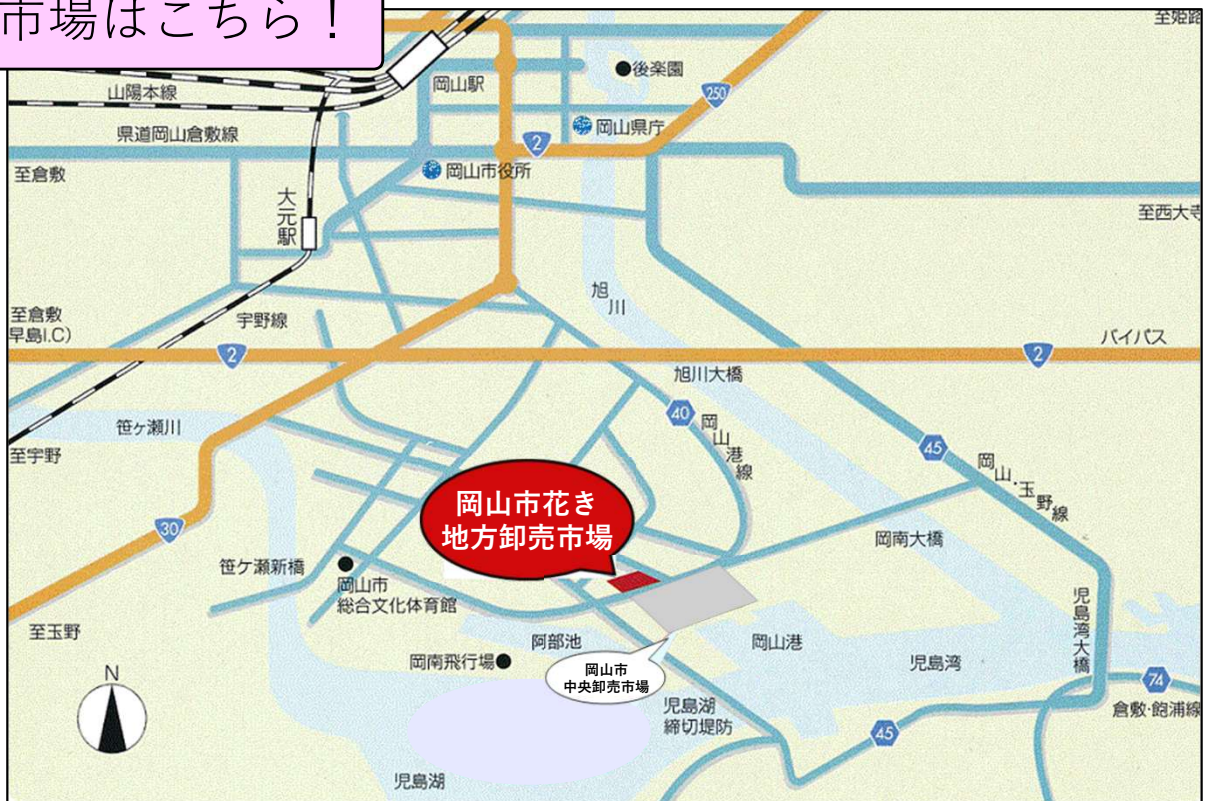 市場はこちら！
至姫路
後楽園
岡山駅
山陽本線
250
県道岡山倉敷線
岡山県庁
2
至倉敷
岡山市役所
大元駅
至西大寺
旭川
至倉敷
早島I.C)
宇野線
バイパス
2
2
旭川大橋
40
岡山港線
笹ヶ瀬川
至宇野
45
岡山・玉野線
岡山市花き
地方卸売市場
30
岡南大橋
笹ケ瀬新橋
岡山市
総合文化体育館
児島湾大橋
至玉野
阿部池
岡山港
岡南飛行場
児島湾
N
岡山市
中央卸売市場
74
倉敷・飽浦線
児島湖
締切堤防
45
児島湖